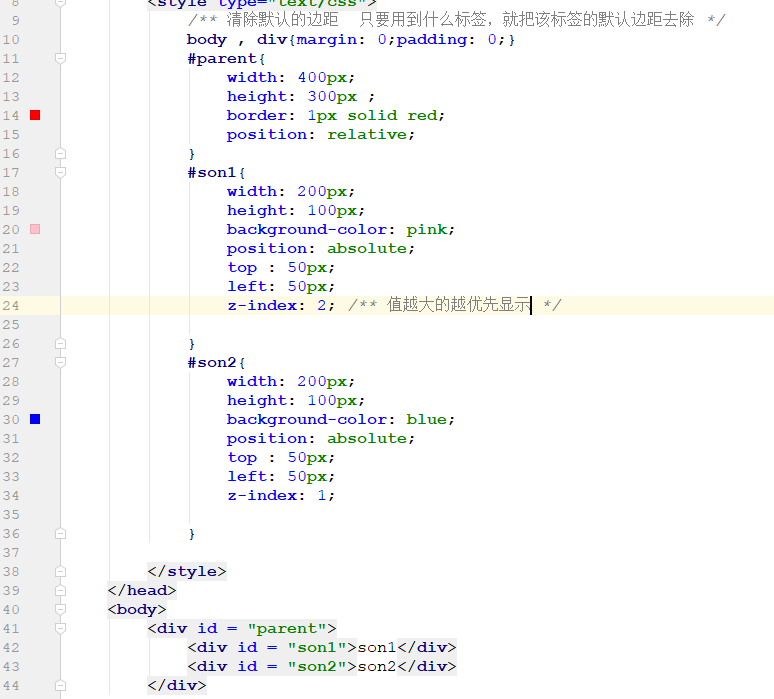 8 <style type="text/css">
9 /** 清除默认的边距 只要用到什么标签，就把该标签的默认边距去除 */
10 body , div{margin: 0;padding: 0;}
11 #parent{
12 width: 400px;
13 height: 300px ;
14 border: 1px solid red;
15 position: relative;
16 }
17 #son1{
18 width: 200px;
19 height: 100px;
20 background-color: pink;
21 position: absolute;
22 top : 50px;
23 left: 50px;
24 z-index: 2; /** 值越大的越优先显示 */
25
26 }
27 #son2{
28 width: 200px;
29 height: 100px;
30 background-color: blue;
31 position: absolute;
32 top : 50px;
33 left: 50px;
34 z-index: 1;
35
36 }
37
38 </style>
39 </head>
40 <body>
41 <div id = "parent">
42 <div id = "son1">son1</div>
43 <div id = "son2">son2</div>
44 </div>